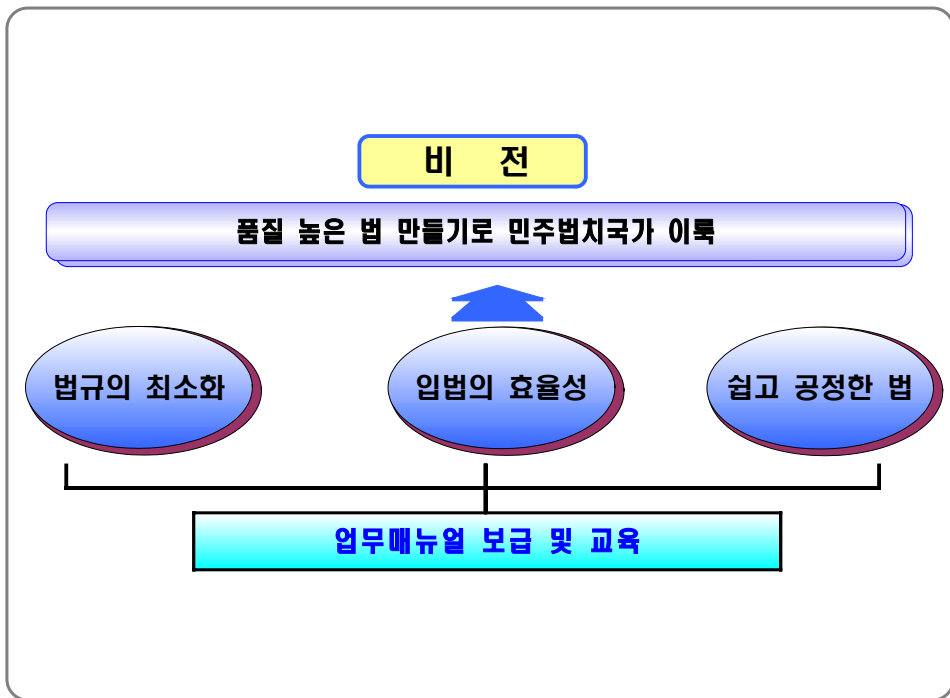 비 전
품질 높은 법 만들기로 민주법치국가 이룩
법규의 최소화
입법의 효율성
쉽고 공정한 법
업무매뉴얼 보급 및 교육